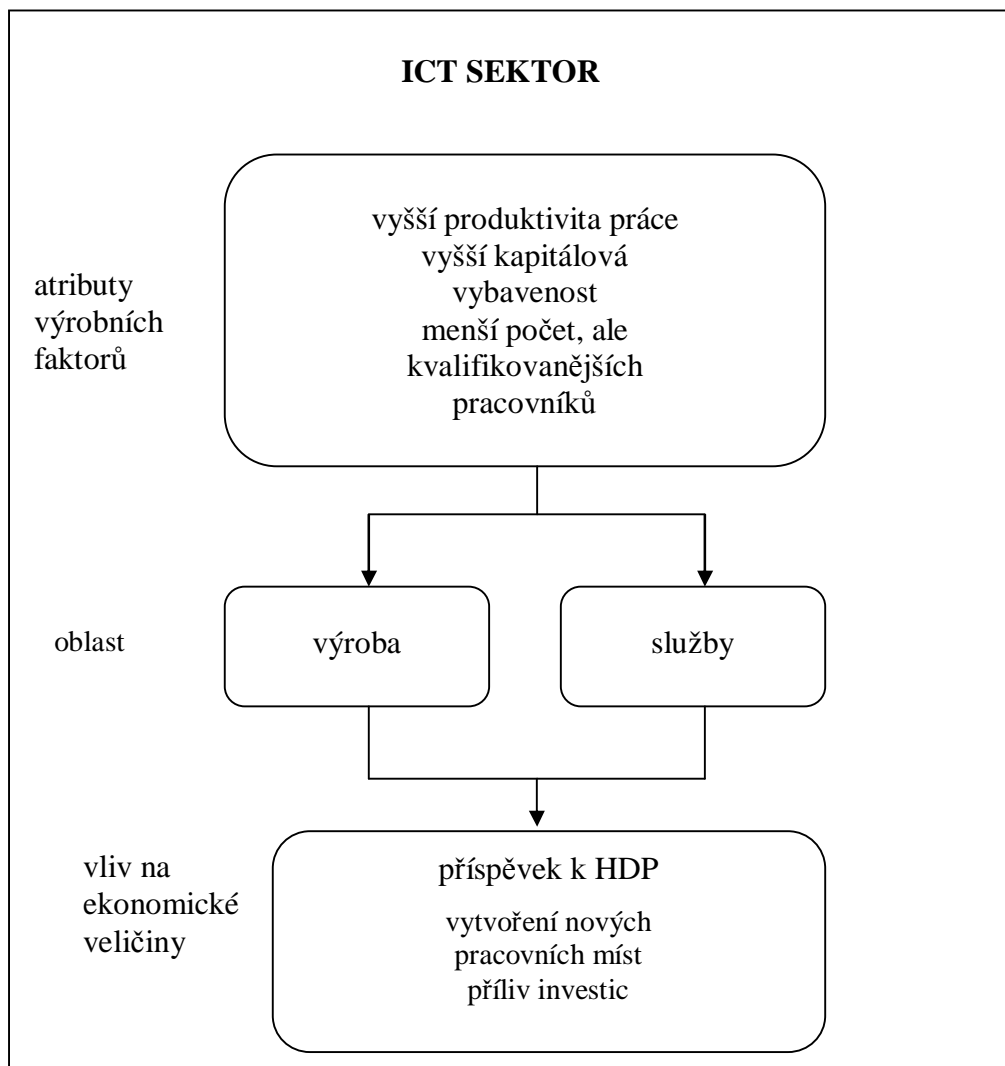 ICT SEKTOR
atributy
výrobních
faktorů
vyšší produktivita práce
vyšší kapitálová
vybavenost
menší počet, ale
kvalifikovanějších
pracovníků
oblast
výroba
služby
vliv na
ekonomické
veličiny
příspěvek k HDP
vytvoření nových
pracovních míst
příliv investic